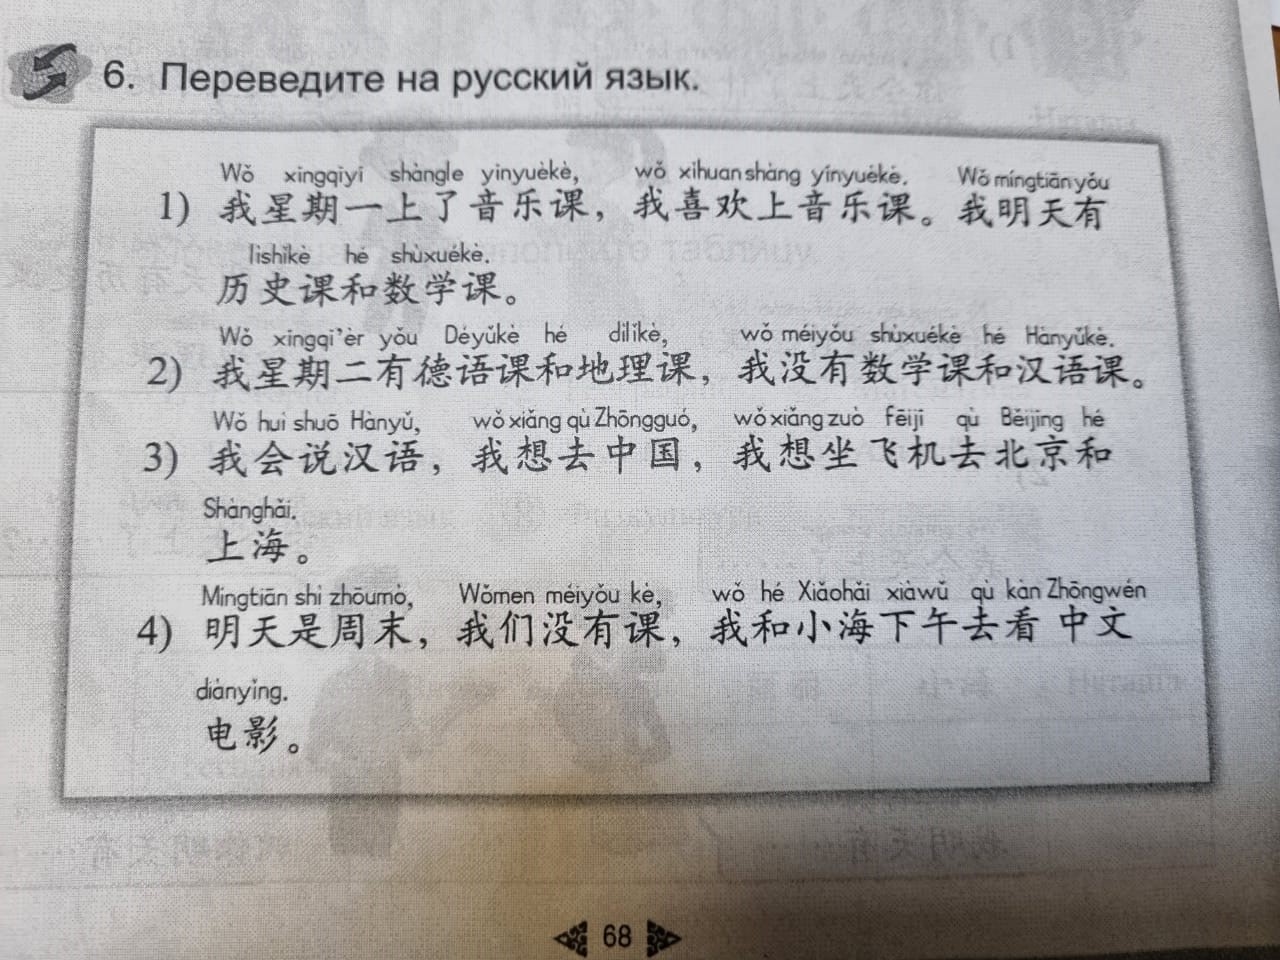 6. Переведите на русский язык.
Wǒ xīngqīyī shàngle yīnyuèkè, wǒ xǐhuan shàng yīnyuèkè. Wǒ míngtiān yǒu
1) 我星期一上了音乐课，我喜欢上音乐课。我明天有
lìshǐkè hé shùxuékè.
历史课和数学课。
Wǒ xīngqī'èr yǒu Déyǔkè hé dìlǐkè, wǒ méiyǒu shùxuékè hé Hànyǔkè.
2) 我星期二有德语课和地理课，我没有数学课和汉语课。
Wǒ huì shuō Hànyǔ, wǒ xiǎng qù Zhōngguó, wǒ xiǎng zuò fēijī qù Běijīng hé
3) 我会说汉语，我想去中国，我想坐飞机去北京和
Shànghǎi.
上海。
Míngtiān shì zhōumò, Wǒmen méiyǒu kè, wǒ hé Xiǎohǎi xiàwǔ qù kàn Zhōngwén
4) 明天是周末，我们没有课，我和小海下午去看 中文
diànyǐng.
电影。
68